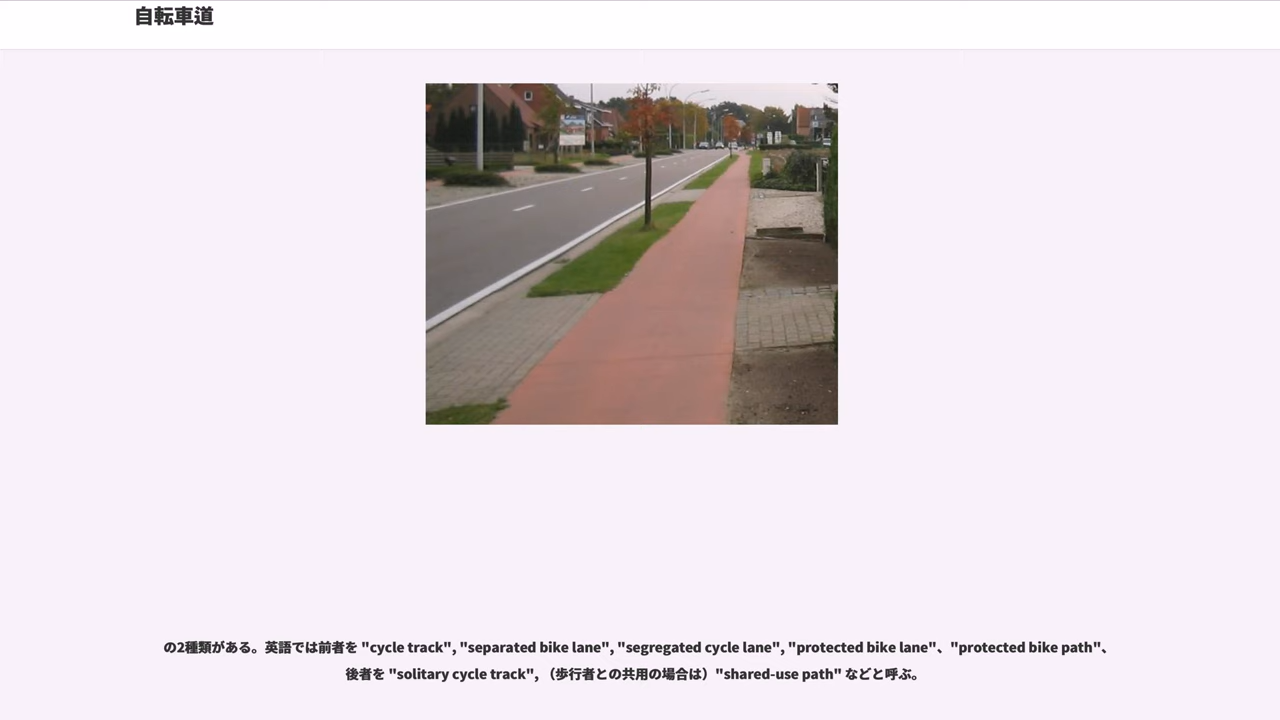 自転車道
の2種類がある。英語では前者を "cycle track", "separated bike lane", "segregated cycle lane", "protected bike lane"、"protected bike path"、
後者を "solitary cycle track", （歩行者との共用の場合は）"shared-use path" などと呼ぶ。